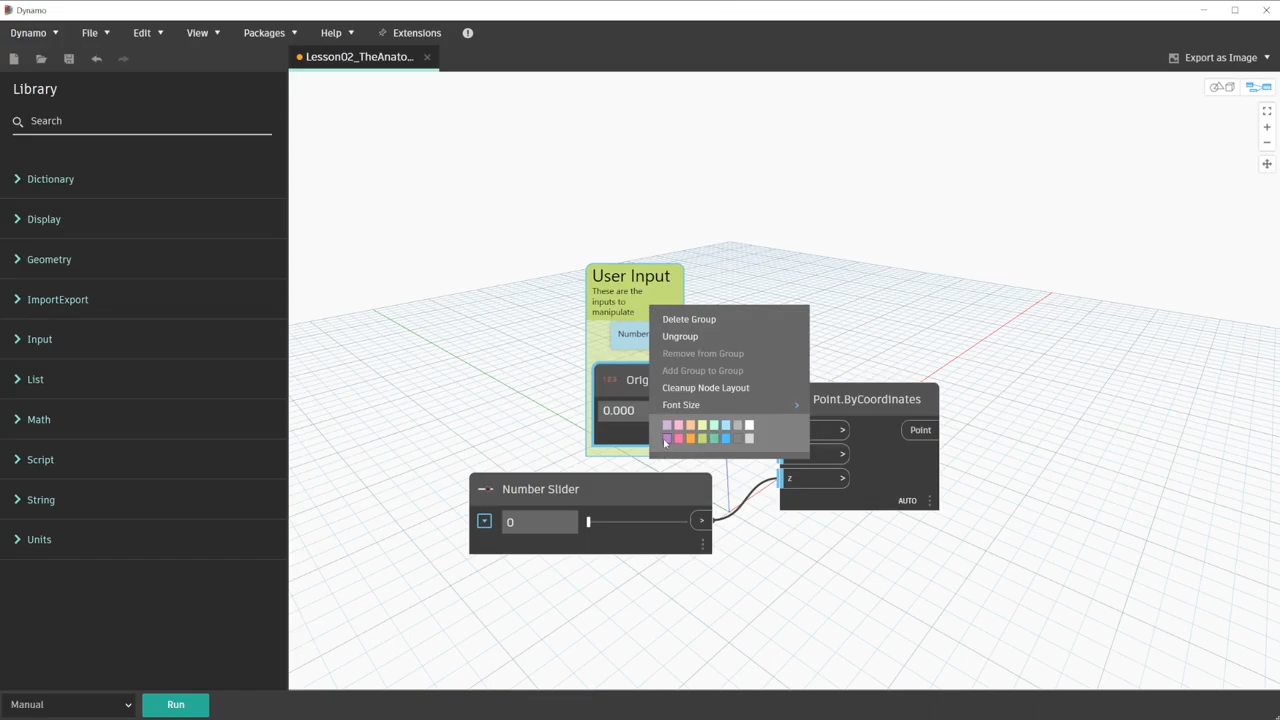 Dynamo
Dynamo File Edit View Packages Help Extensions
Lesson02_TheAnato... Export as Image
Library
Search
Dictionary
Display
Geometry
ImportExport
Input
List
Math
Script
String
Units
User Input
These are the
inputs to
manipulate
Number
Orig
0.000
Delete Group
Ungroup
Remove from Group
Add Group to Group
Cleanup Node Layout
Font Size
Point.ByCoordinates
>
Point
>
z >
AUTO
Number Slider
0 >
Manual Run